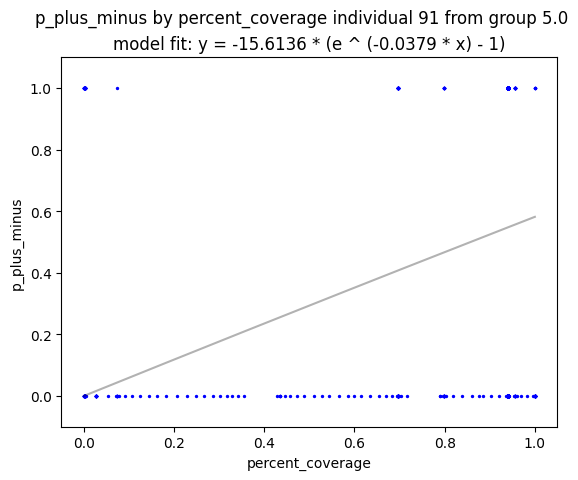 p_plus_minus by percent_coverage individual 91 from group 5.0
model fit: y = -15.6136 * (e ^ (-0.0379 * x) - 1)
1.0
0.8
0.6
0.4
0.2
0.0
p_plus_minus
0.0 0.2 0.4 0.6 0.8 1.0
percent_coverage